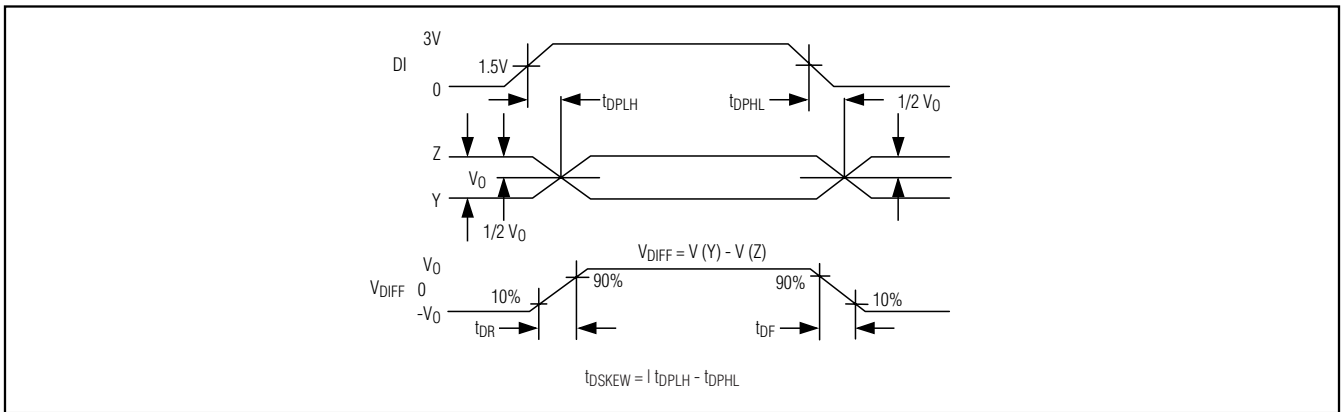 3V
DI
1.5V
0
tDPLH
tDPHL
1/2 VO
Z
VO
Y
1/2 VO
VDIFF = V (Y) - V (Z)
VO
VDIFF 0
-VO
10%
90%
90%
10%
tDR
tDF
tDSKEW = | tDPLH - tDPHL